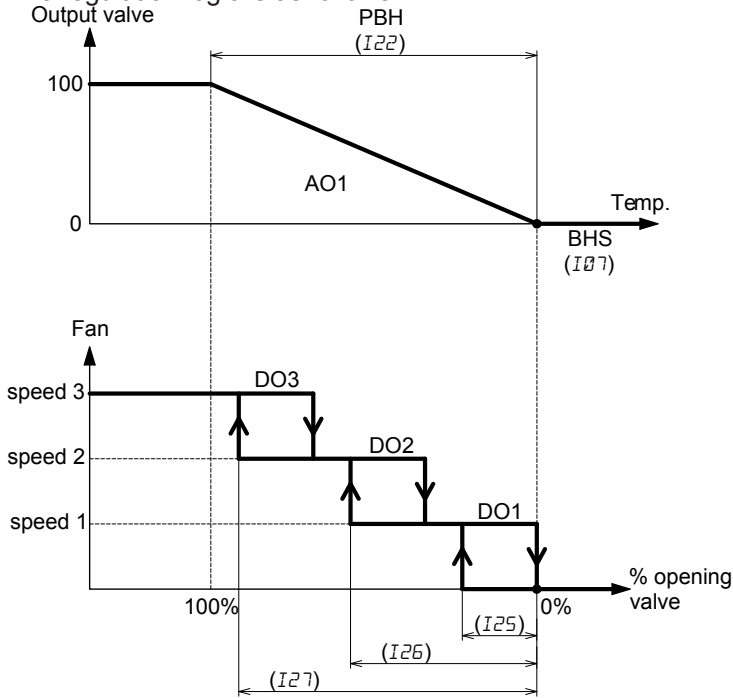 Output valve
PBH
(I22)
100
AO1
0
Temp.
BHS
(I07)
Fan
speed 3
DO3
speed 2
DO2
speed 1
DO1
100%
0%
% opening
valve
(I25)
(I26)
(I27)